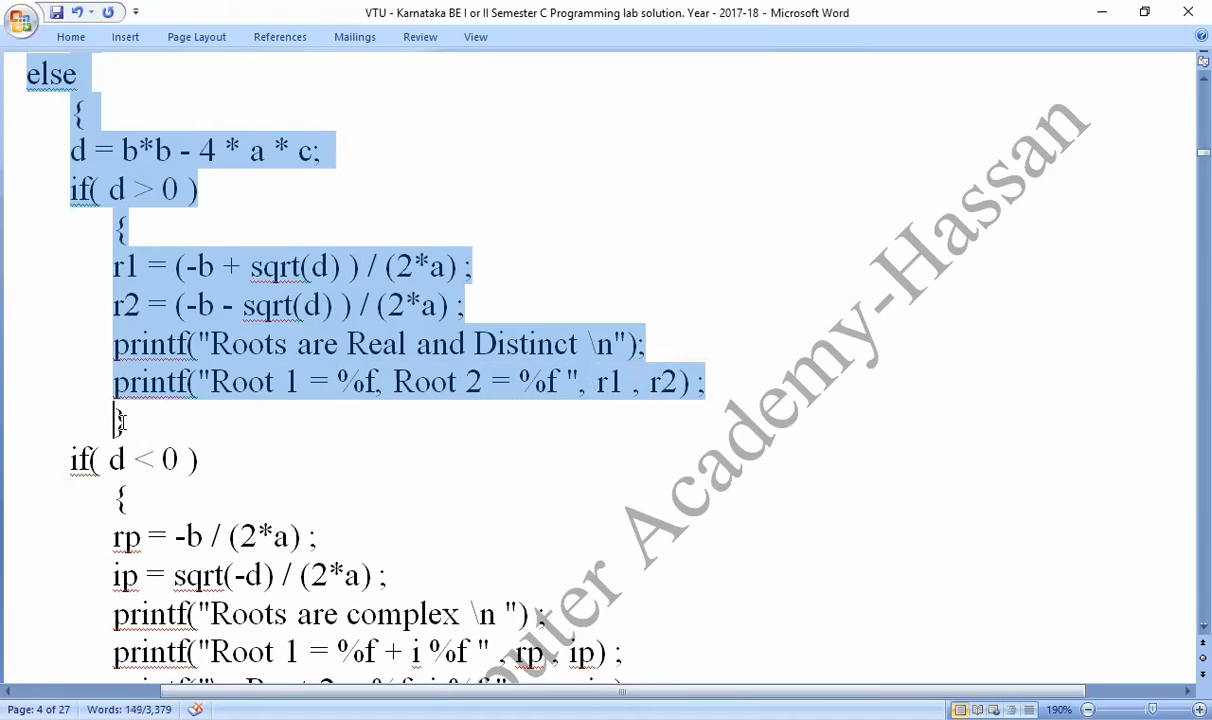 VTU - Karnataka BE I or II Semester C Programming lab solution. Year - 2017-18 - Microsoft Word
Home Insert Page Layout References Mailings Review View
else
{
d = b*b - 4 * a * c;
if( d > 0 )
{
r1 = (-b + sqrt(d) ) / (2*a) ;
r2 = (-b - sqrt(d) ) / (2*a) ;
printf("Roots are Real and Distinct \n");
printf("Root 1 = %f, Root 2 = %f ", r1 , r2) ;
}
if( d < 0 )
{
rp = -b / (2*a) ;
ip = sqrt(-d) / (2*a) ;
printf("Roots are complex \n ") ;
printf("Root 1 = %f + i %f " , rp , ip) ;
puter Academy-Hassan
Page: 4 of 27 Words: 149/3,379 190%